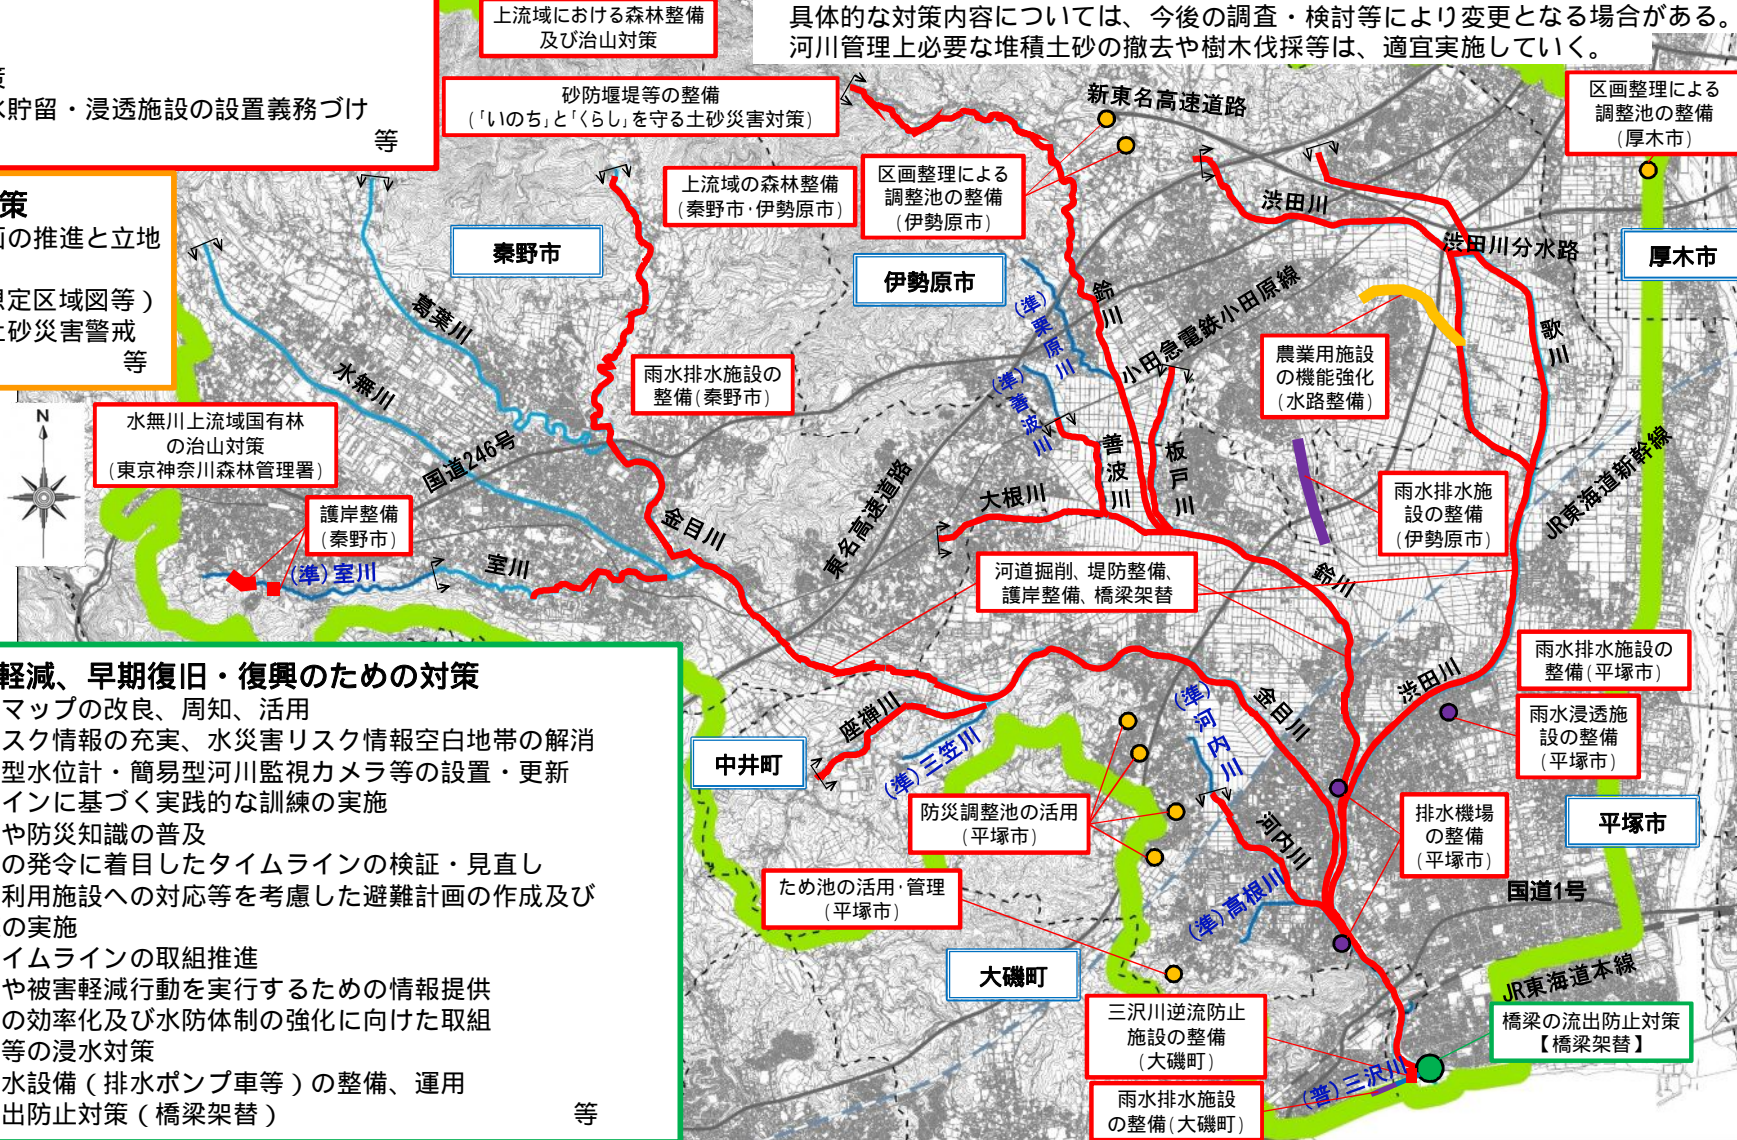 上流域における森林整備
及び治山対策
具体的な対策内容については、今後の調査・検討等により変更となる場合がある。
河川管理上必要な堆積土砂の撤去や樹木伐採等は、適宜実施していく。
策
水貯留・浸透施設の設置義務づけ
等
砂防堰堤等の整備
(「いのち」と「くらし」を守る土砂災害対策)
新東名高速道路
区画整理による
調整池の整備
(厚木市)
策
画の推進と立地
想定区域図等)
土砂災害警戒
等
上流域の森林整備
(秦野市・伊勢原市)
区画整理による
調整池の整備
(伊勢原市)
渋田川
渋田川分水路
厚木市
秦野市
伊勢原市
鈴川
(準)栗原川
小田急電鉄小田原線
歌川
葛葉川
水無川
雨水排水施設の
整備(秦野市)
(準)善波川
農業用施設
の機能強化
(水路整備)
N
水無川上流域国有林
の治山対策
(東京神奈川森林管理署)
国道246号
善波川
板戸川
JR東海道新幹線
東名高速道路
大根川
雨水排水施
設の整備
(伊勢原市)
護岸整備
(秦野市)
金目川
(準)室川
室川
河道掘削、堤防整備、
護岸整備、橋梁架替
鈴川
軽減、早期復旧・復興のための対策
マップの改良、周知、活用
スク情報の充実、水災害リスク情報空白地帯の解消
型水位計・簡易型河川監視カメラ等の設置・更新
インに基づく実践的な訓練の実施
や防災知識の普及
の発令に着目したタイムラインの検証・見直し
利用施設への対応等を考慮した避難計画の作成及び
の実施
イムラインの取組推進
や被害軽減行動を実行するための情報提供
の効率化及び水防体制の強化に向けた取組
等の浸水対策
水設備(排水ポンプ車等)の整備、運用
出防止対策(橋梁架替)
等
雨水排水施設の
整備(平塚市)
渋田川
座禅川
(準)三笠川
(準)河内川
金目川
雨水浸透施
設の整備
(平塚市)
中井町
防災調整池の活用
(平塚市)
河内川
排水機場
の整備
(平塚市)
平塚市
ため池の活用・管理
(平塚市)
(準)高根川
国道1号
大磯町
JR東海道本線
三沢川逆流防止
施設の整備
(大磯町)
橋梁の流出防止対策
【橋梁架替】
(普)三沢川
雨水排水施設
の整備(大磯町)